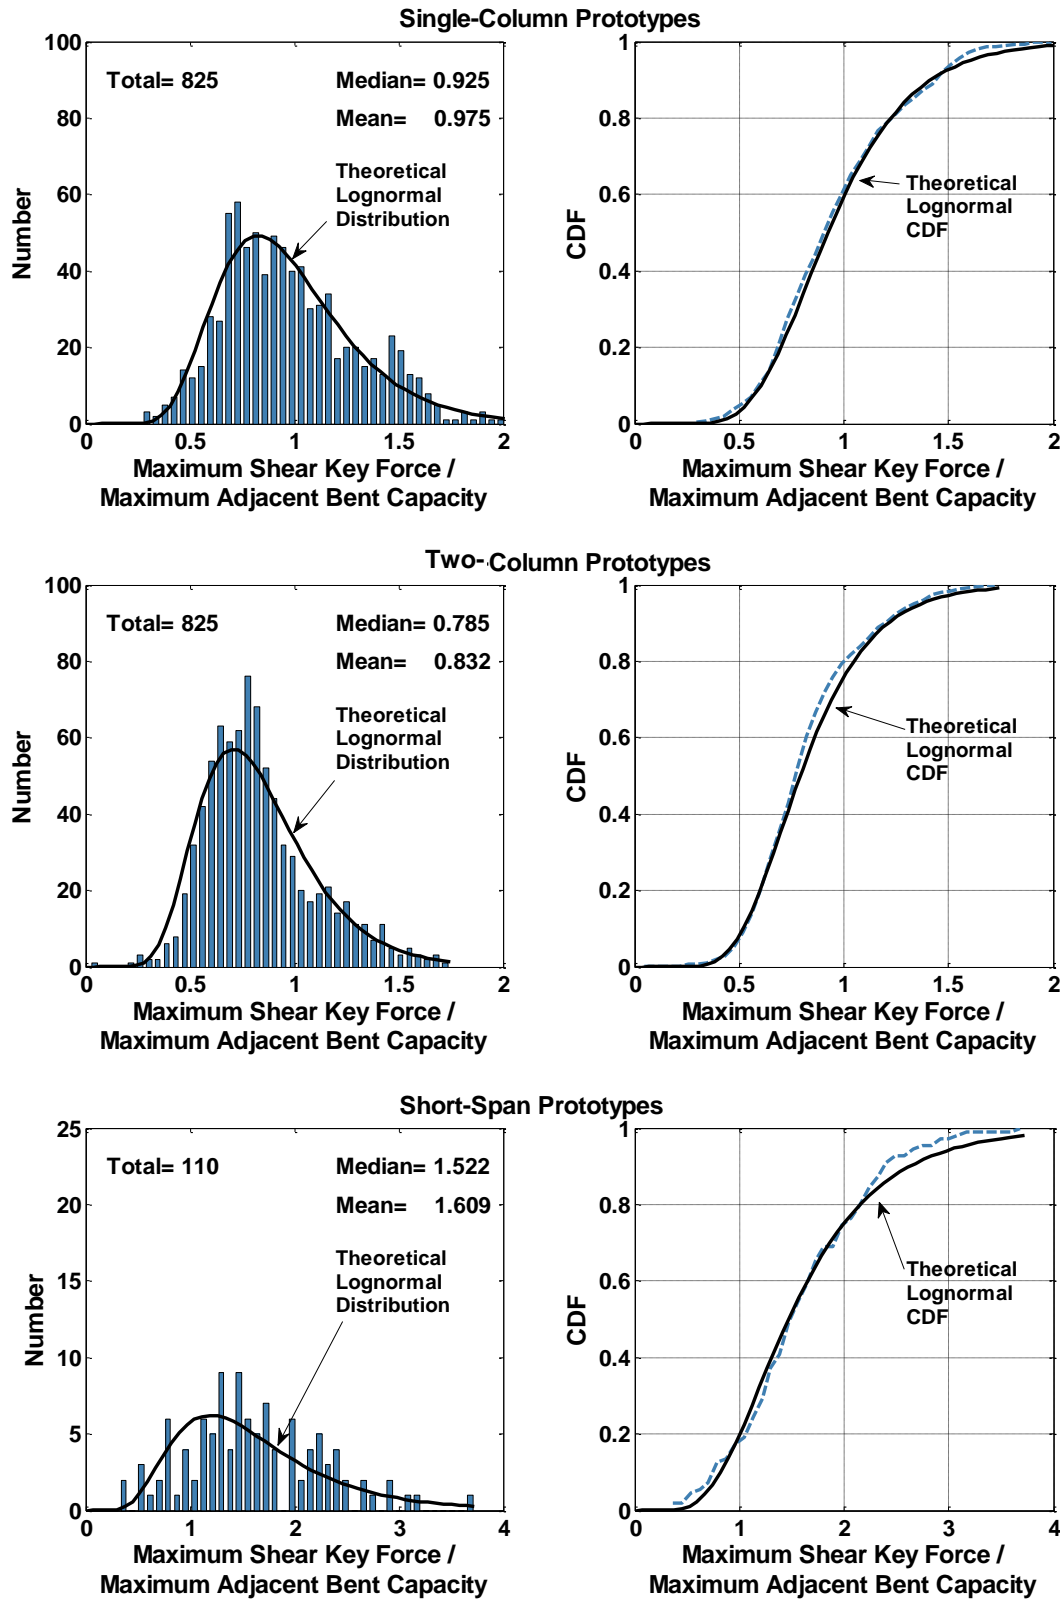 Single-Column Prototypes
100
80
60
40
20
0
Number
Total= 825
Median= 0.925
Mean= 0.975
Theoretical
Lognormal
Distribution
0 0.5 1 1.5 2
Maximum Shear Key Force /
Maximum Adjacent Bent Capacity
1
0.8
0.6
0.4
0.2
0
CDF
Theoretical
Lognormal
CDF
0 0.5 1 1.5 2
Maximum Shear Key Force /
Maximum Adjacent Bent Capacity
Two-Column Prototypes
100
80
60
40
20
0
Number
Total= 825
Median= 0.785
Mean= 0.832
Theoretical
Lognormal
Distribution
0 0.5 1 1.5 2
Maximum Shear Key Force /
Maximum Adjacent Bent Capacity
1
0.8
0.6
0.4
0.2
0
CDF
Theoretical
Lognormal
CDF
0 0.5 1 1.5 2
Maximum Shear Key Force /
Maximum Adjacent Bent Capacity
Short-Span Prototypes
25
20
15
10
5
0
Number
Total= 110
Median= 1.522
Mean= 1.609
Theoretical
Lognormal
Distribution
0 1 2 3 4
Maximum Shear Key Force /
Maximum Adjacent Bent Capacity
1
0.8
0.6
0.4
0.2
0
CDF
Theoretical
Lognormal
CDF
0 1 2 3 4
Maximum Shear Key Force /
Maximum Adjacent Bent Capacity